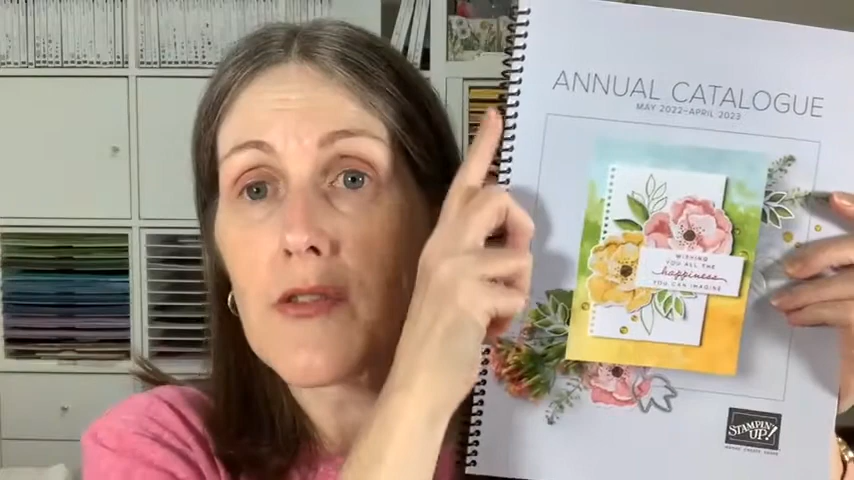 ANNUAL CATALOGUE
MAY 2022–APRIL 2023
WISHING
YOU ALL THE
happiness
YOU CAN IMAGINE
STAMPIN'
UP!